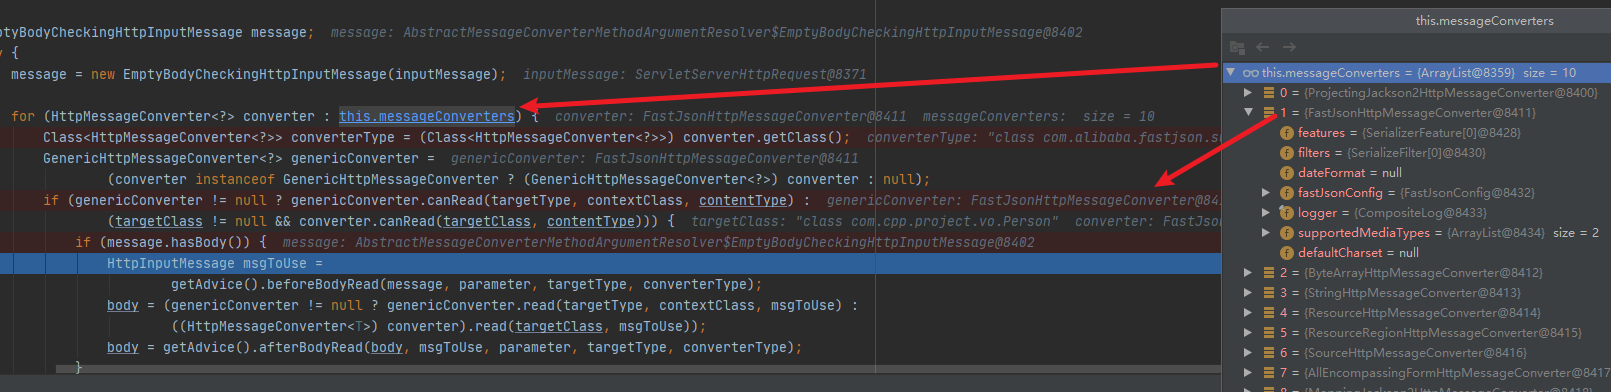 ptyBodyCheckingHttpInputMessage message;  message: AbstractMessageConverterMethodArgumentResolver$EmptyBodyCheckingHttpInputMessage@8402
y {
message = new EmptyBodyCheckingHttpInputMessage(inputMessage);  inputMessage: ServletServerHttpRequest@8371
for (HttpMessageConverter<?> converter : this.messageConverters) {  converter: FastJsonHttpMessageConverter@8411  messageConverters:  size = 10
Class<HttpMessageConverter<?>> converterType = (Class<HttpMessageConverter<?>>) converter.getClass();  converterType: "class com.alibaba.fastjson.su
GenericHttpMessageConverter<?> genericConverter =  genericConverter: FastJsonHttpMessageConverter@8411
(converter instanceof GenericHttpMessageConverter ? (GenericHttpMessageConverter<?>) converter : null);
if (genericConverter != null ? genericConverter.canRead(targetType, contextClass, contentType) :  genericConverter: FastJsonHttpMessageConverter@841
(targetClass != null && converter.canRead(targetClass, contentType))) {  targetClass: "class com.cpp.project.vo.Person"  converter: FastJson
if (message.hasBody()) {  message: AbstractMessageConverterMethodArgumentResolver$EmptyBodyCheckingHttpInputMessage@8402
HttpInputMessage msgToUse =
getAdvice().beforeBodyRead(message, parameter, targetType, converterType);
body = (genericConverter != null ? genericConverter.read(targetType, contextClass, msgToUse) :
((HttpMessageConverter<T>) converter).read(targetClass, msgToUse));
body = getAdvice().afterBodyRead(body, msgToUse, parameter, targetType, converterType);
}
this.messageConverters
this.messageConverters = {ArrayList@8359}  size = 10
0 = {ProjectingJackson2HttpMessageConverter@8400}
1 = {FastJsonHttpMessageConverter@8411}
f features = {SerializerFeature[0]@8428}
f filters = {SerializeFilter[0]@8430}
f dateFormat = null
f fastJsonConfig = {FastJsonConfig@8432}
f logger = {CompositeLog@8433}
f supportedMediaTypes = {ArrayList@8434}  size = 2
f defaultCharset = null
2 = {ByteArrayHttpMessageConverter@8412}
3 = {StringHttpMessageConverter@8413}
4 = {ResourceHttpMessageConverter@8414}
5 = {ResourceRegionHttpMessageConverter@8415}
6 = {SourceHttpMessageConverter@8416}
7 = {AllEncompassingFormHttpMessageConverter@8417